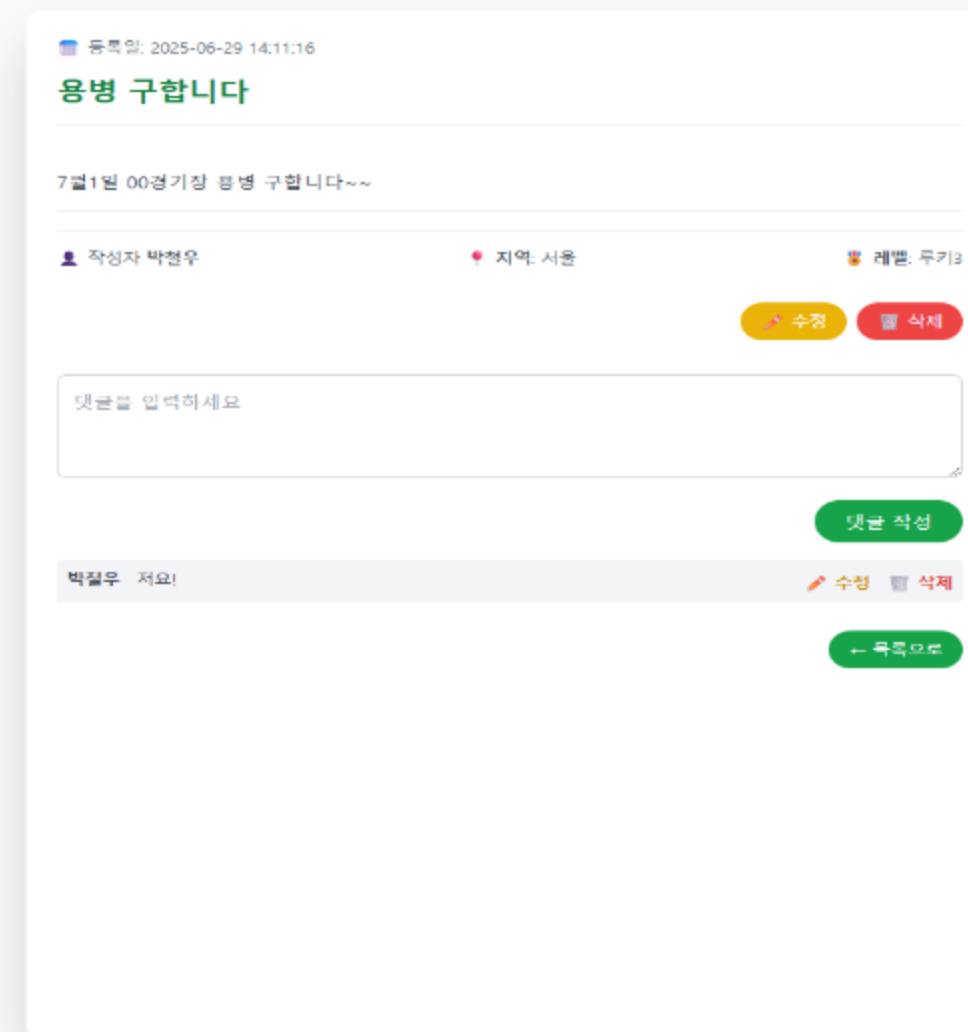 등록일: 2025-06-29 14:11:16
용병 구합니다
7월1일 00경기장 용병 구합니다~~
작성자 박철우
지역: 서울
레벨: 루키3
수정
삭제
댓글을 입력하세요
댓글 작성
박철우 저요!
수정 삭제
← 목록으로